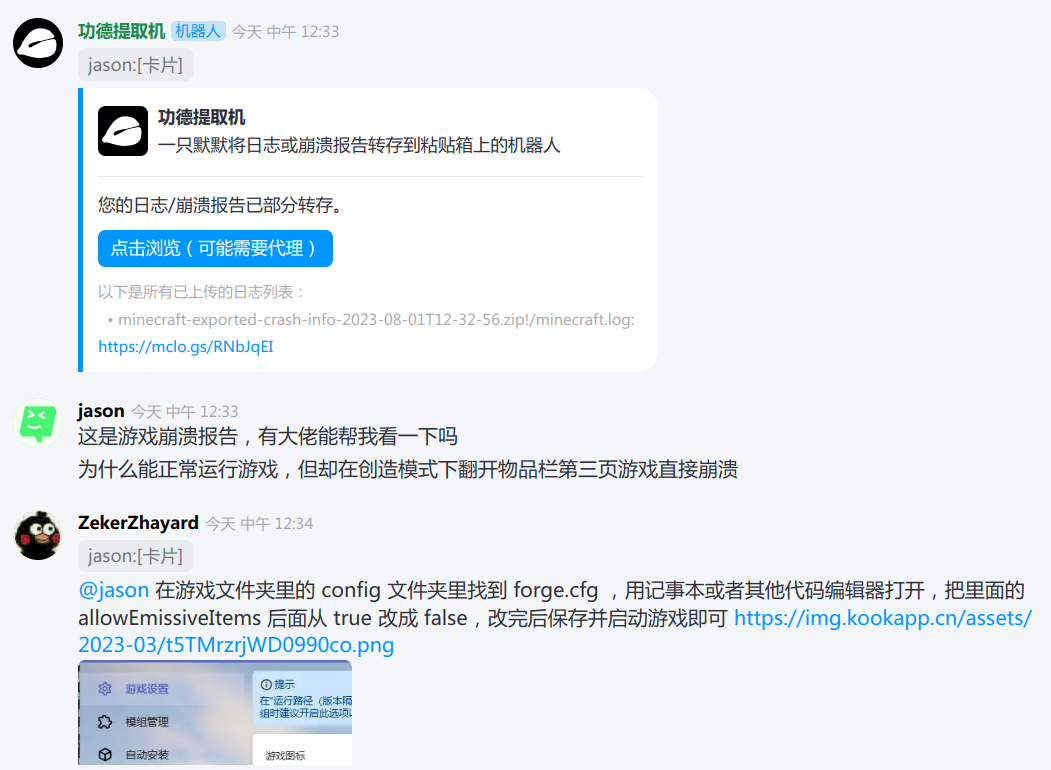 功德提取机 机器人 今天 中午 12:33
jason:[卡片]
功德提取机
一只默默将日志或崩溃报告转存到粘贴箱上的机器人
您的日志/崩溃报告已部分转存。
点击浏览（可能需要代理）
以下是所有已上传的日志列表：
• minecraft-exported-crash-info-2023-08-01T12-32-56.zip!/minecraft.log:
https://mclo.gs/RNbJqEI
jason 今天 中午 12:33
这是游戏崩溃报告，有大佬能帮我看一下吗
为什么能正常运行游戏，但却在创造模式下翻开物品栏第三页游戏直接崩溃
ZekerZhayard 今天 中午 12:34
jason:[卡片]
@jason 在游戏文件夹里的 config 文件夹里找到 forge.cfg ，用记事本或者其他代码编辑器打开，把里面的
allowEmissiveItems 后面从 true 改成 false，改完后保存并启动游戏即可 https://img.kookapp.cn/assets/
2023-03/t5TMrzrjWD0990co.png
游戏设置
模组管理
自动安装
提示
在“运行路径（版本隔
组时建议开启此选项以
游戏图标